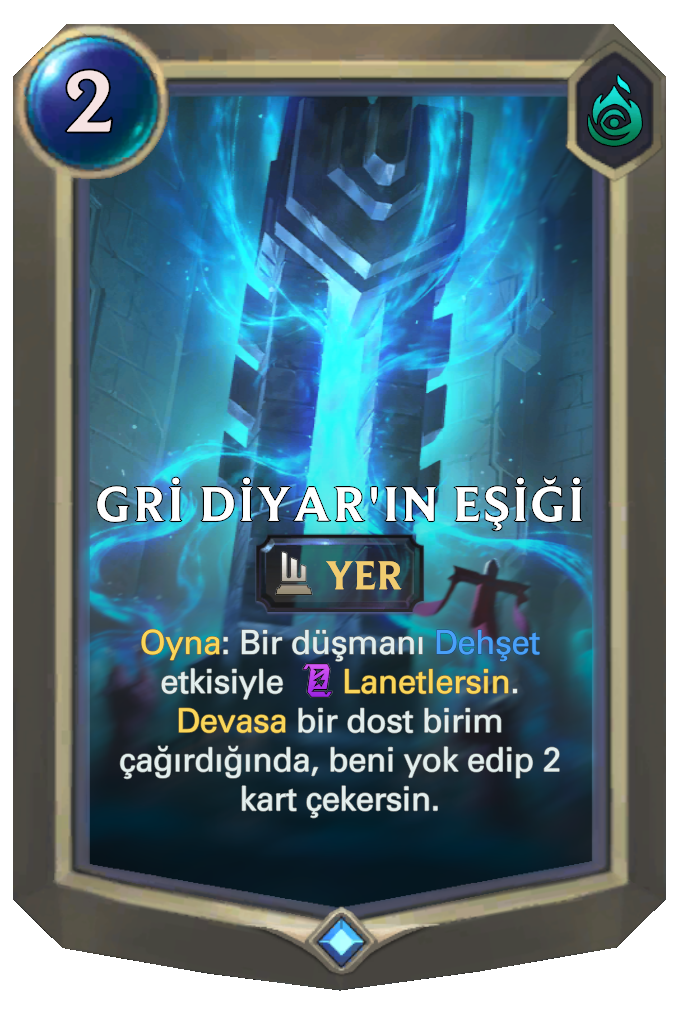 2
GRİ DİYAR'IN EŞİĞİ
YER
Oyna: Bir düşmanı Dehşet
etkisiyle Lanetlersin.
Devasa bir dost birim
çağırdığında, beni yok edip 2
kart çekersin.